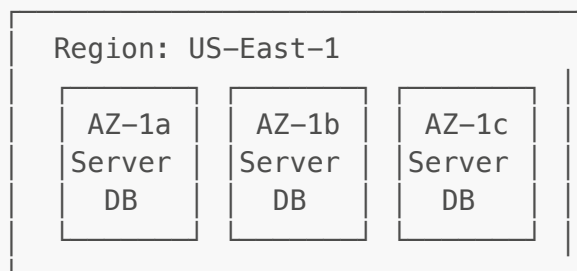 Region: US-East-1
AZ-1a AZ-1b AZ-1c
Server Server Server
DB DB DB